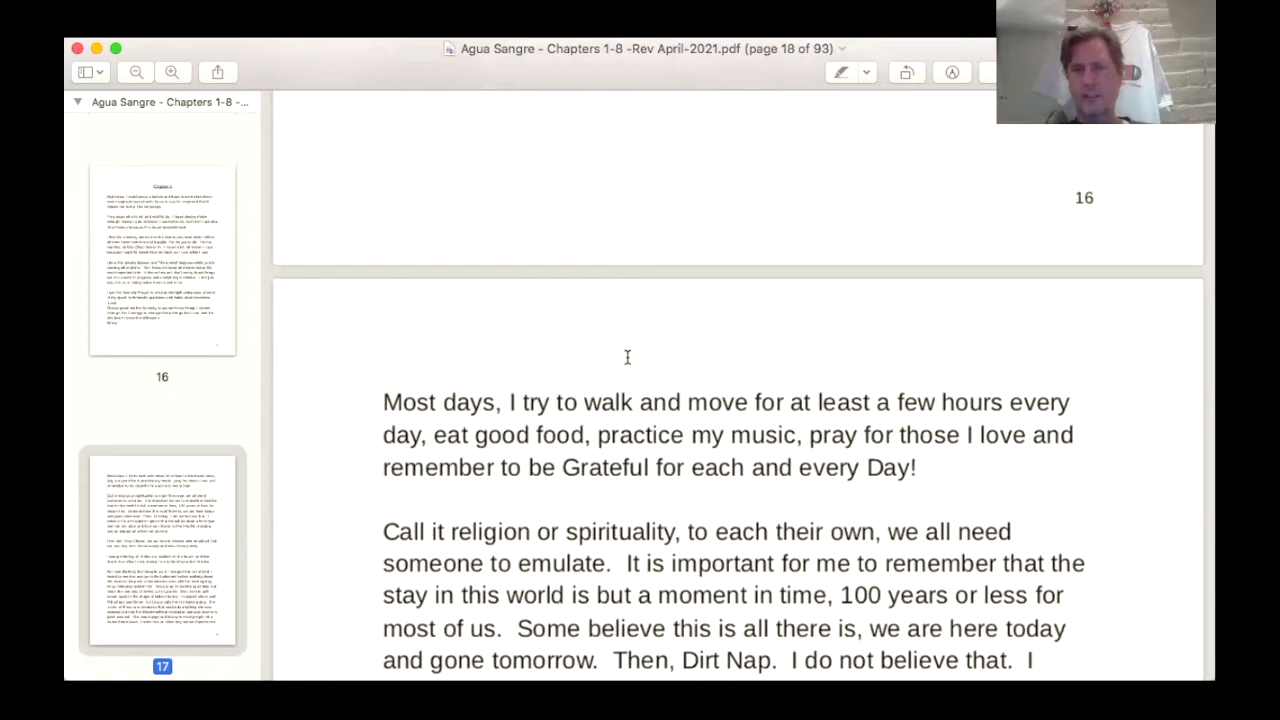 Agua Sangre - Chapters 1-8 -Rev April-2021.pdf (page 18 of 93)
Agua Sangre - Chapters 1-8 -...
16
17
16
Most days, I try to walk and move for at least a few hours every
day, eat good food, practice my music, pray for those I love and
remember to be Grateful for each and every Day!
Call it religion or spirituality, to each their own, we all need
someone to emulate.  It is important for me to remember that the
stay in this world is but a moment in time, 100 years or less for
most of us.  Some believe this is all there is, we are here today
and gone tomorrow.  Then, Dirt Nap.  I do not believe that.  I